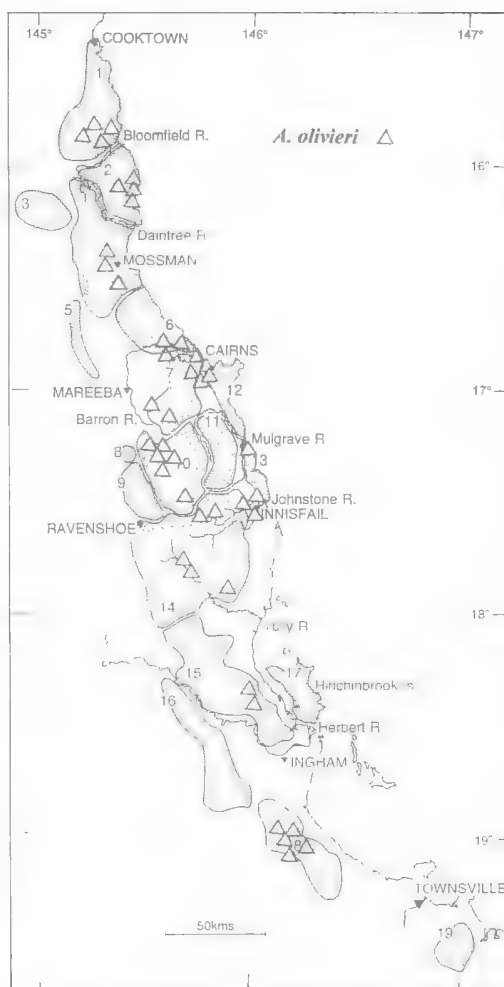 145°
146°
147°
COOKTOWN
1
Bloomfield R.
A. olivieri
16°
2
3
Daintree R
MOSSMAN
5
6
CAIRNS
7
12
17°
MAREEBA
Barron R.
11
Mulgrave R
8
13
9
Johnstone R.
INNISFAIL
RAVENSHOE
14
18°
15
17
16
Herbert R
INGHAM
19°
TOWNSVILLE
50kms
19